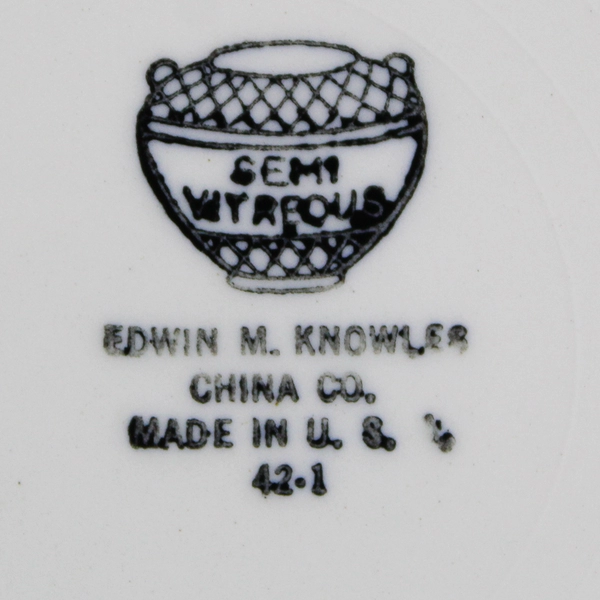 SEMI
VITREOUS
EDWIN M. KNOWLES
CHINA CO.
MADE IN U. S. A.
42·1